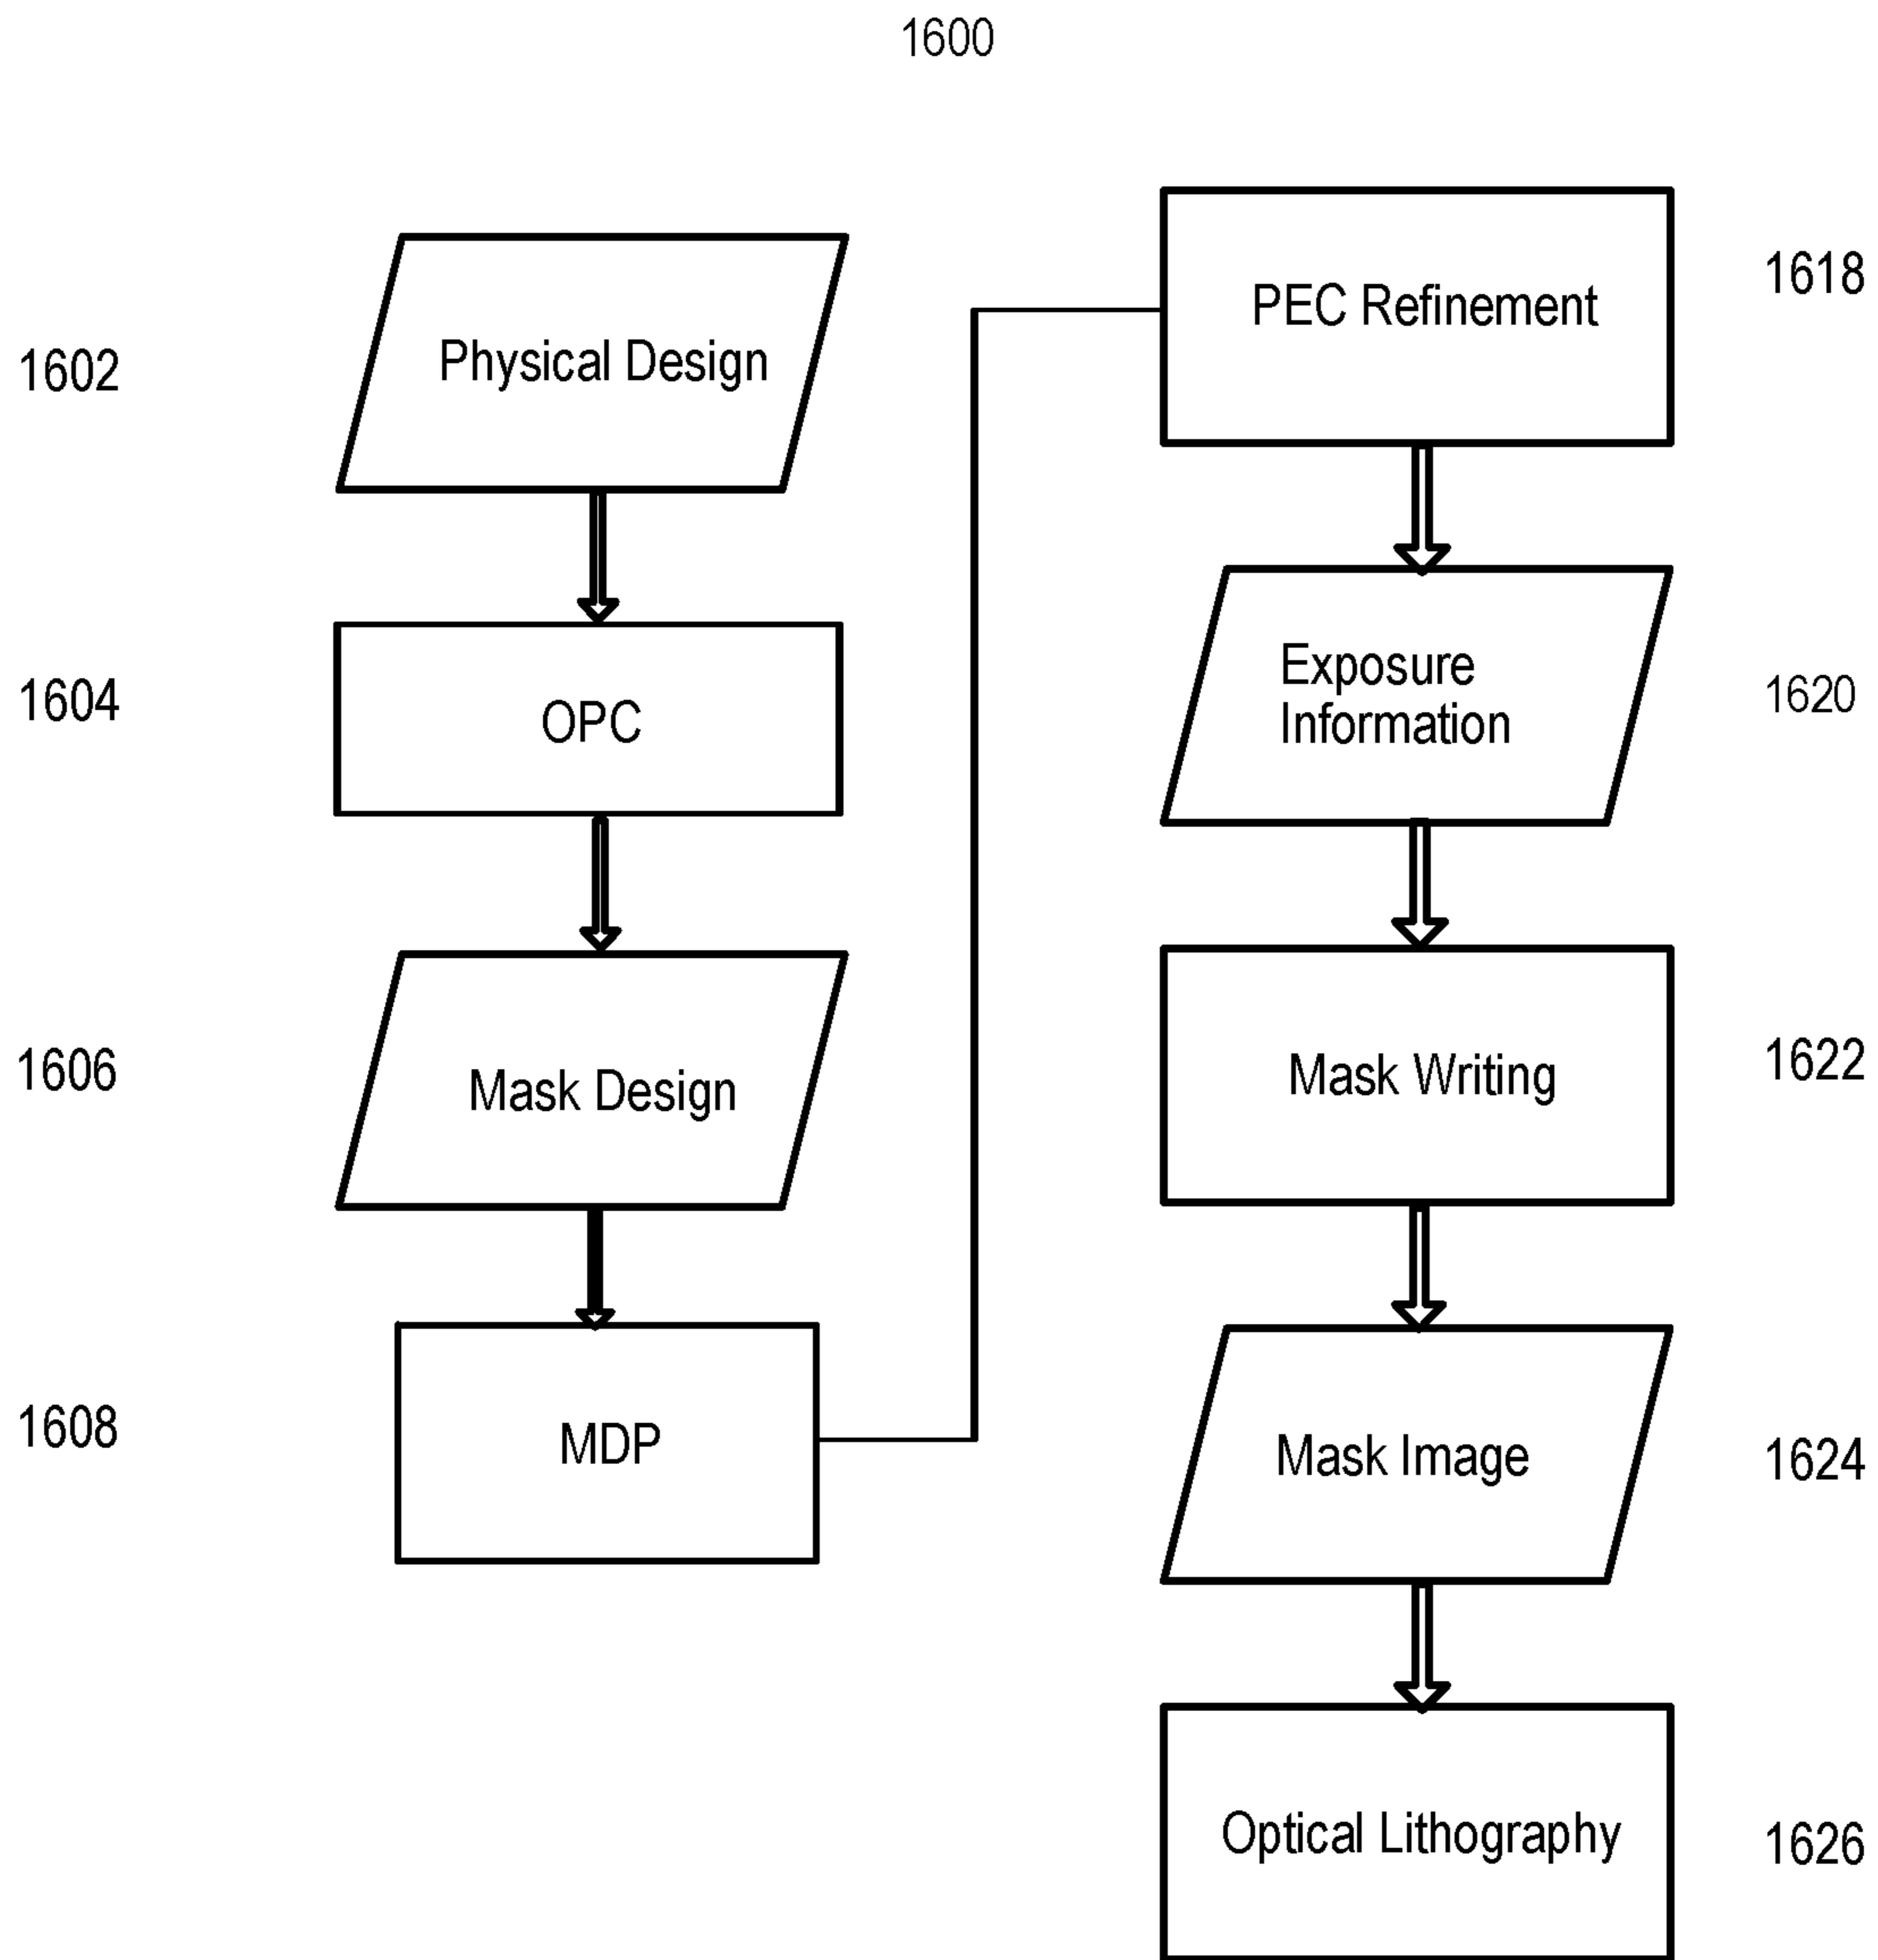 1600
1602
Physical Design
1604
OPC
1606
Mask Design
1608
MDP
PEC Refinement
1618
Exposure
Information
1620
Mask Writing
1622
Mask Image
1624
Optical Lithography
1626